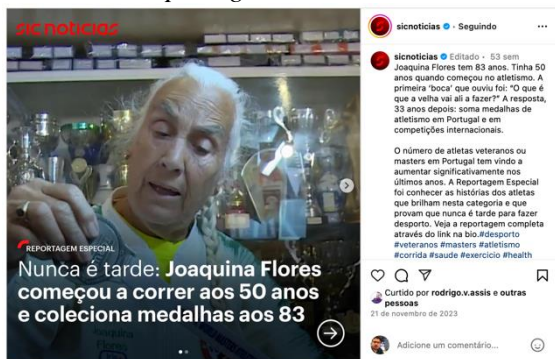 sicnoticias
REPORTAGEM ESPECIAL
Nunca é tarde: Joaquina Flores
começou a correr aos 50 anos
e coleciona medalhas aos 83
sicnoticias • Seguindo
sicnoticias Editado • 53 sem
Joaquina Flores tem 83 anos. Tinha 50
anos quando começou no atletismo. A
primeira ‘boca’ que ouviu foi: “O que é
que a velha vai ali a fazer?” A resposta,
33 anos depois: soma medalhas de
atletismo em Portugal e em
competições internacionais.
O número de atletas veteranos ou
masters em Portugal tem vindo a
aumentar significativamente nos
últimos anos. A Reportagem Especial
foi conhecer as histórias dos atletas
que brilham nesta categoria e que
provam que nunca é tarde para fazer
desporto. Veja a reportagem completa
através do link na bio.#desporto
#veteranos #masters #atletismo
#corrida #saude #exercicio #health
Curtido por rodrigo.v.assis e outras
pessoas
21 de novembro de 2023
Adicione um comentário...